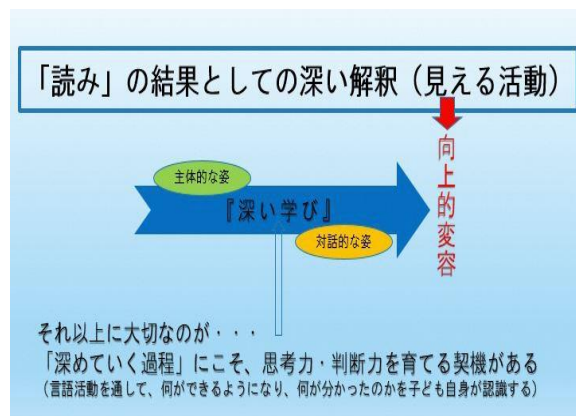 「読み」の結果としての深い解釈（見える活動）
向上的変容
主体的な姿
『深い学び』
対話的な姿
それ以上に大切なのが・・・
「深めていく過程」にこそ、思考力・判断力を育てる契機がある
（言語活動を通して、何ができるようになり、何が分かったのかを子ども自身が認識する）